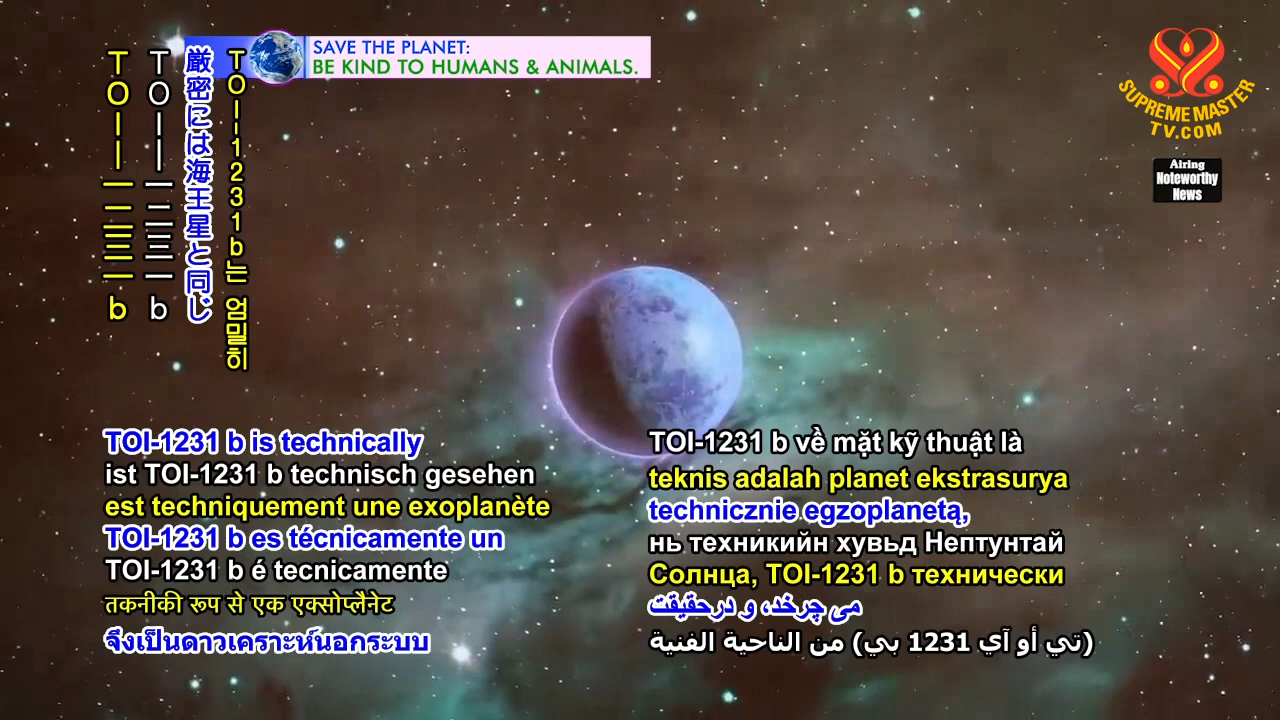 TOI-一二三一 b
TOI-一二三一 b
厳密には海王星と同じ
TOI-1231 b는 엄밀히
SAVE THE PLANET:
BE KIND TO HUMANS & ANIMALS.
SUPREME MASTER
TV.COM
Airing
Noteworthy
News
TOI-1231 b is technically
ist TOI-1231 b technisch gesehen
est techniquement une exoplanète
TOI-1231 b es técnicamente un
TOI-1231 b é tecnicamente
तकनीकी रूप से एक एक्सोप्लैनेट
จึงเป็นดาวเคราะห์นอกระบบ
TOI-1231 b về mặt kỹ thuật là
teknis adalah planet ekstrasurya
technicznie egzoplanetą,
нь техникийн хувьд Нептунтай
Солнца, TOI-1231 b технически
می چرخد، و درحقیقت
(تي أو آي 1231 بي) من الناحية الفنية